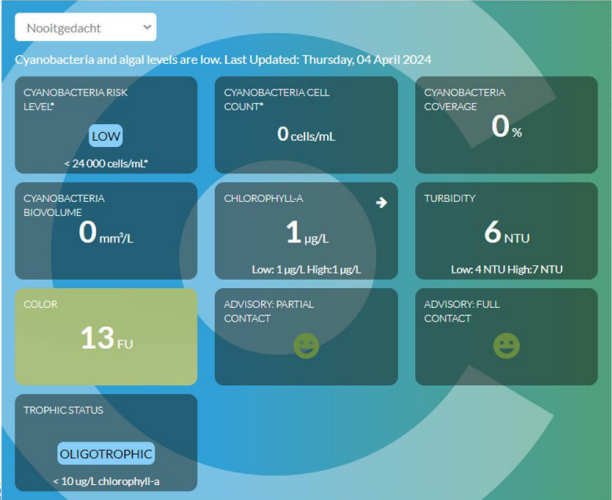 Nooitgedacht
Cyanobacteria and algal levels are low. Last Updated: Thursday, 04 April 2024
CYANOBACTERIA RISK
LEVEL*
LOW
< 24 000 cells/mL*
CYANOBACTERIA CELL
COUNT*
0 cells/mL
CYANOBACTERIA
COVERAGE
0 %
CYANOBACTERIA
BIOVOLUME
0 mm³/L
CHLOROPHYLL-A
1 µg/L
Low: 1 µg/L High:1 µg/L
TURBIDITY
6 NTU
Low: 4 NTU High:7 NTU
COLOR
13 FU
ADVISORY: PARTIAL
CONTACT
ADVISORY: FULL
CONTACT
TROPHIC STATUS
OLIGOTROPHIC
< 10 ug/L chlorophyll-a